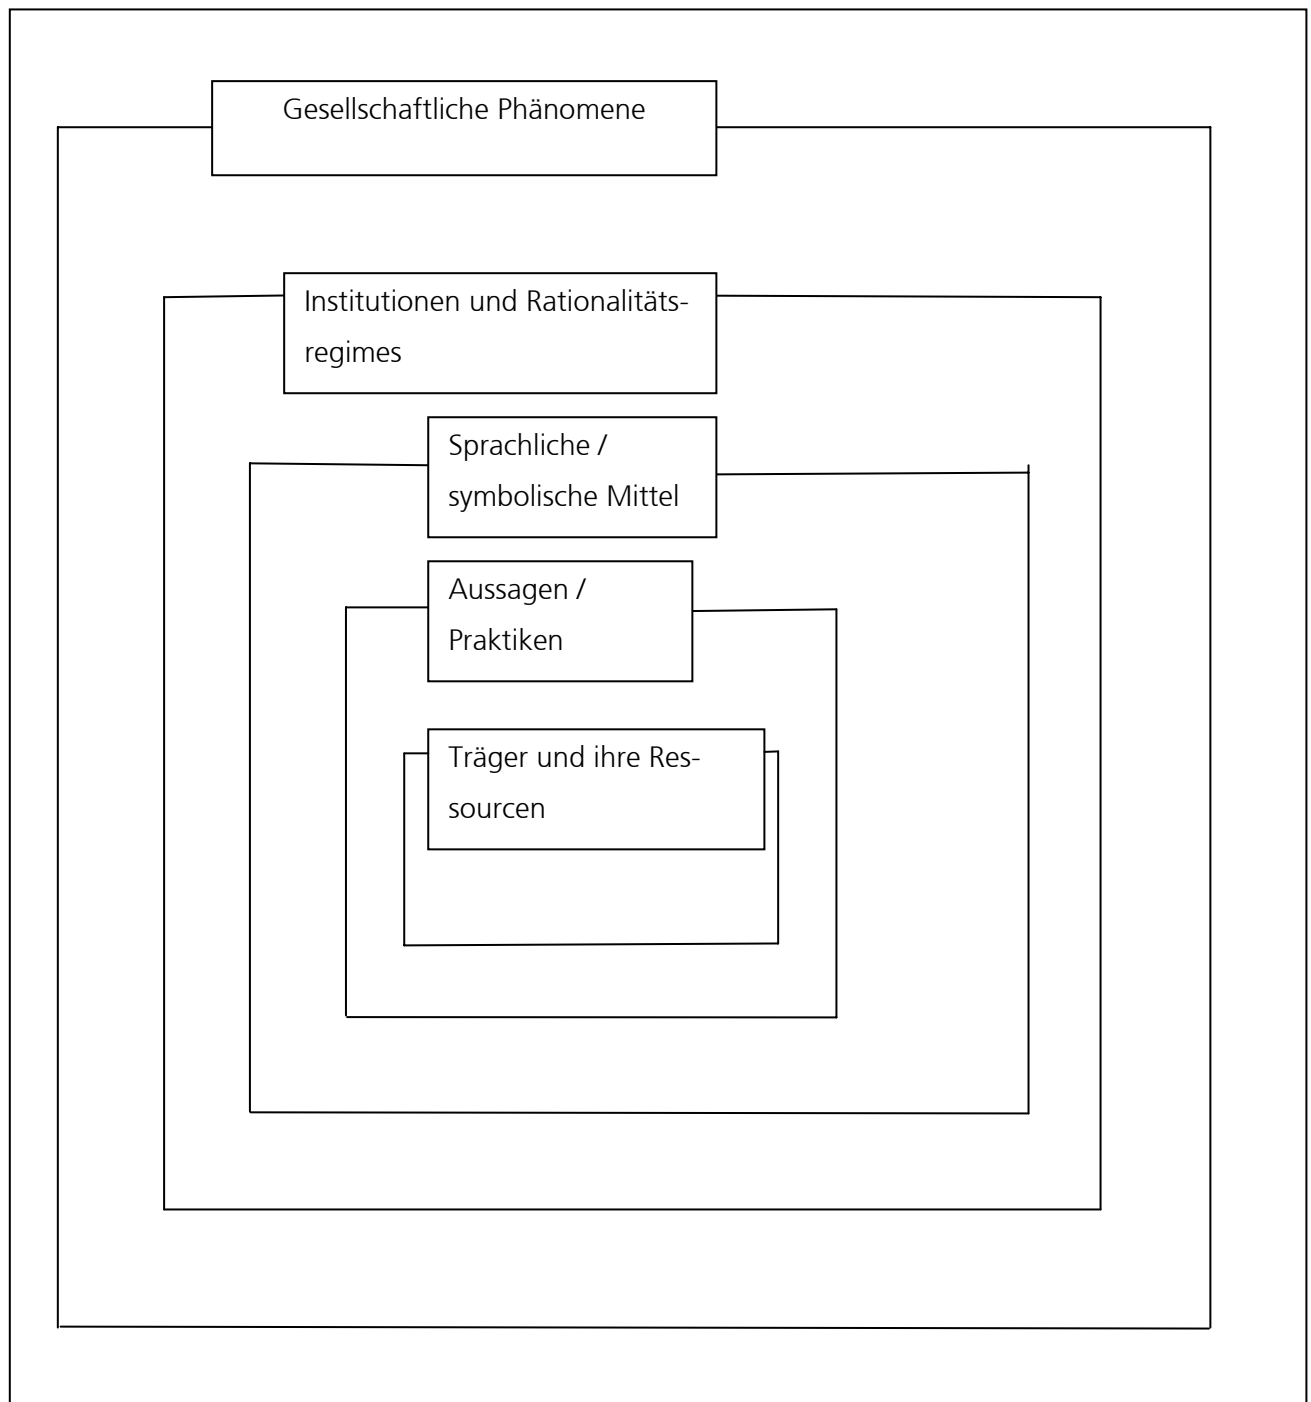 Gesellschaftliche Phänomene
Institutionen und Rationalitäts-
regimes
Sprachliche /
symbolische Mittel
Aussagen /
Praktiken
Träger und ihre Res-
sourcen